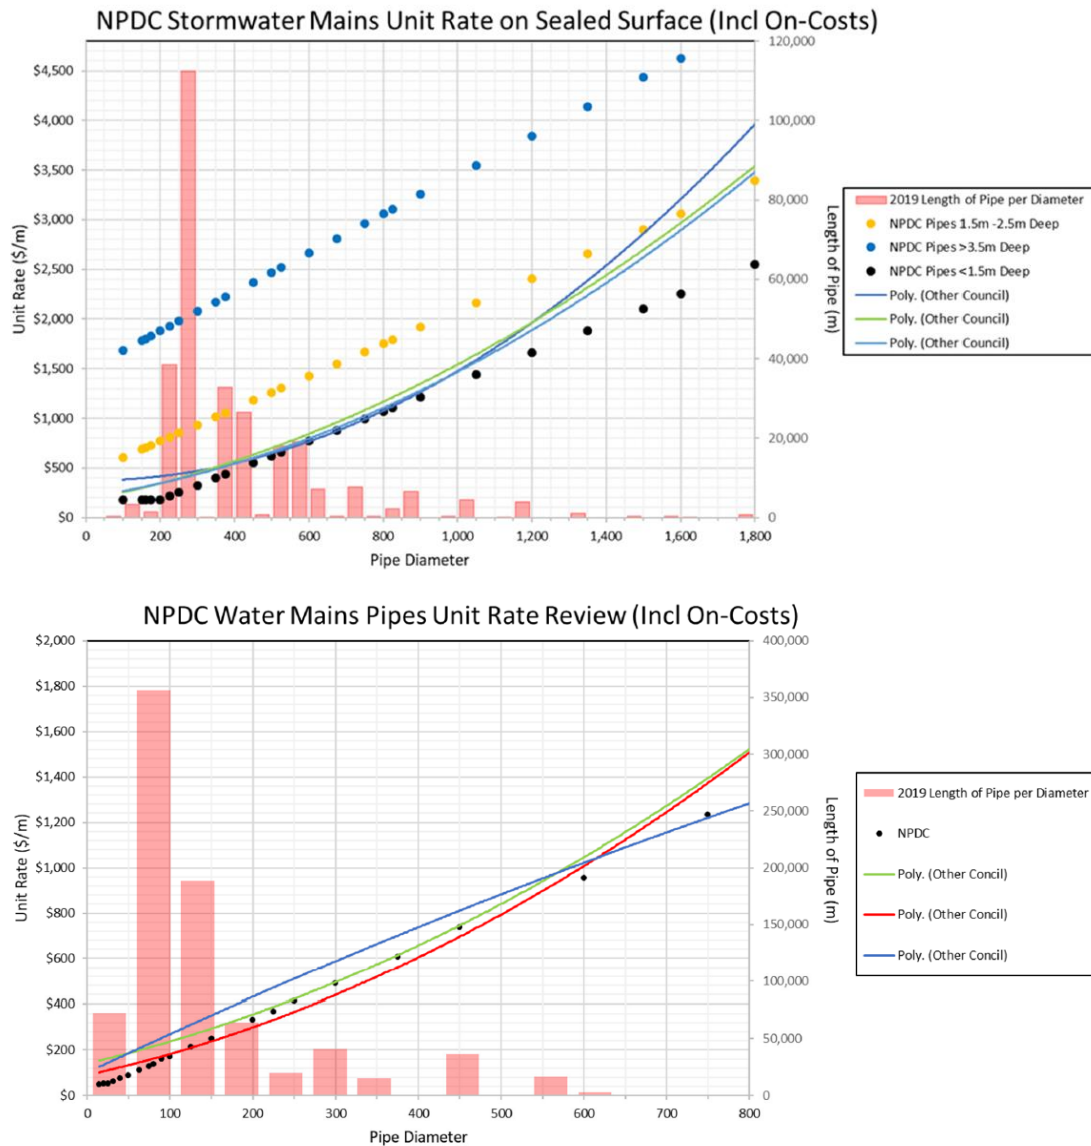 NPDC Stormwater Mains Unit Rate on Sealed Surface (Incl On-Costs)
Unit Rate ($/m)
$4,500
$4,000
$3,500
$3,000
$2,500
$2,000
$1,500
$1,000
$500
$0
0
200
400
600
800
1,000
1,200
1,400
1,600
1,800
Pipe Diameter
120,000
100,000
80,000
60,000
40,000
20,000
0
Length of Pipe (m)
2019 Length of Pipe per Diameter
NPDC Pipes 1.5m -2.5m Deep
NPDC Pipes >3.5m Deep
NPDC Pipes <1.5m Deep
Poly. (Other Council)
Poly. (Other Council)
Poly. (Other Council)
NPDC Water Mains Pipes Unit Rate Review (Incl On-Costs)
Unit Rate ($/m)
$2,000
$1,800
$1,600
$1,400
$1,200
$1,000
$800
$600
$400
$200
$0
0
100
200
300
400
500
600
700
800
Pipe Diameter
400,000
350,000
300,000
250,000
200,000
150,000
100,000
50,000
0
Length of Pipe (m)
2019 Length of Pipe per Diameter
NPDC
Poly. (Other Concil)
Poly. (Other Concil)
Poly. (Other Concil)